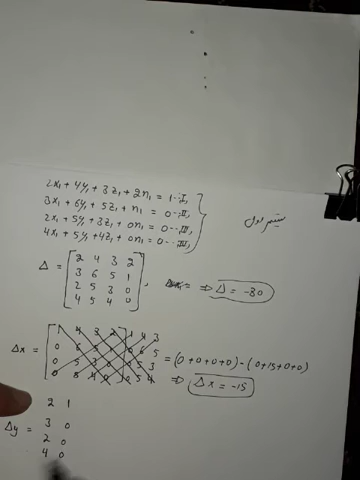 2x₁ + 4y₁ + 3z₁ + 2n₁ = 1 ... I,
3x₁ + 6y₁ + 5z₁ + n₁ = 0 ... II,
2x₁ + 5y₁ + 3z₁ + 0n₁ = 0 ... III,
4x₁ + 5y₁ + 4z₁ + 0n₁ = 0 ... IV,
سیستم اول
Δ = [2 4 3 2
3 6 5 1
2 5 3 0
4 5 4 0], ⇒ Δ = -30
Δx = [1 4 3 2] 1 4 3
0 6 5 1 0 6 5
0 5 3 0 0 5 3
0 5 4 0 0 5 4
= (0+0+0+0) - (0+15+0+0)
⇒ Δx = -15
Δy = 2 1
3 0
2 0
4 0